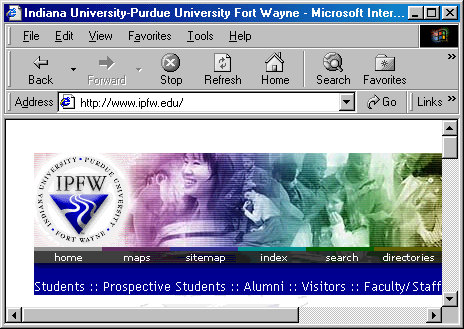 Indiana University-Purdue University Fort Wayne - Microsoft Inter...
File Edit View Favorites Tools Help
Back Forward Stop Refresh Home Search Favorites »
Address http://www.ipfw.edu/ Go Links »
INDIANA UNIVERSITY • PURDUE UNIVERSITY • FORT WAYNE •
IPFW
home maps sitemap index search directories
Students :: Prospective Students :: Alumni :: Visitors :: Faculty/Staff